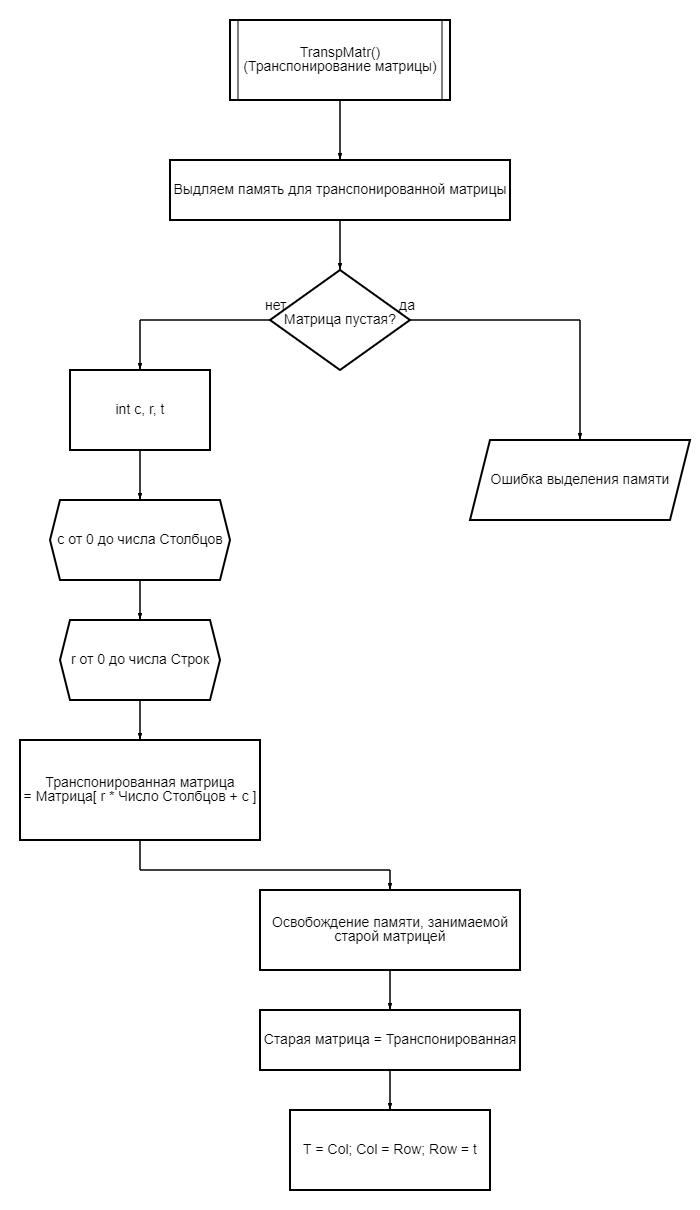 TranspMatr()
(Транспонирование матрицы)
Выдляем память для транспонированной матрицы
нет
да
Матрица пустая?
int c, r, t
Ошибка выделения памяти
с от 0 до числа Столбцов
r от 0 до числа Строк
Транспонированная матрица
= Матрица[ r * Число Столбцов + c ]
Освобождение памяти, занимаемой
старой матрицей
Старая матрица = Транспонированная
T = Col; Col = Row; Row = t